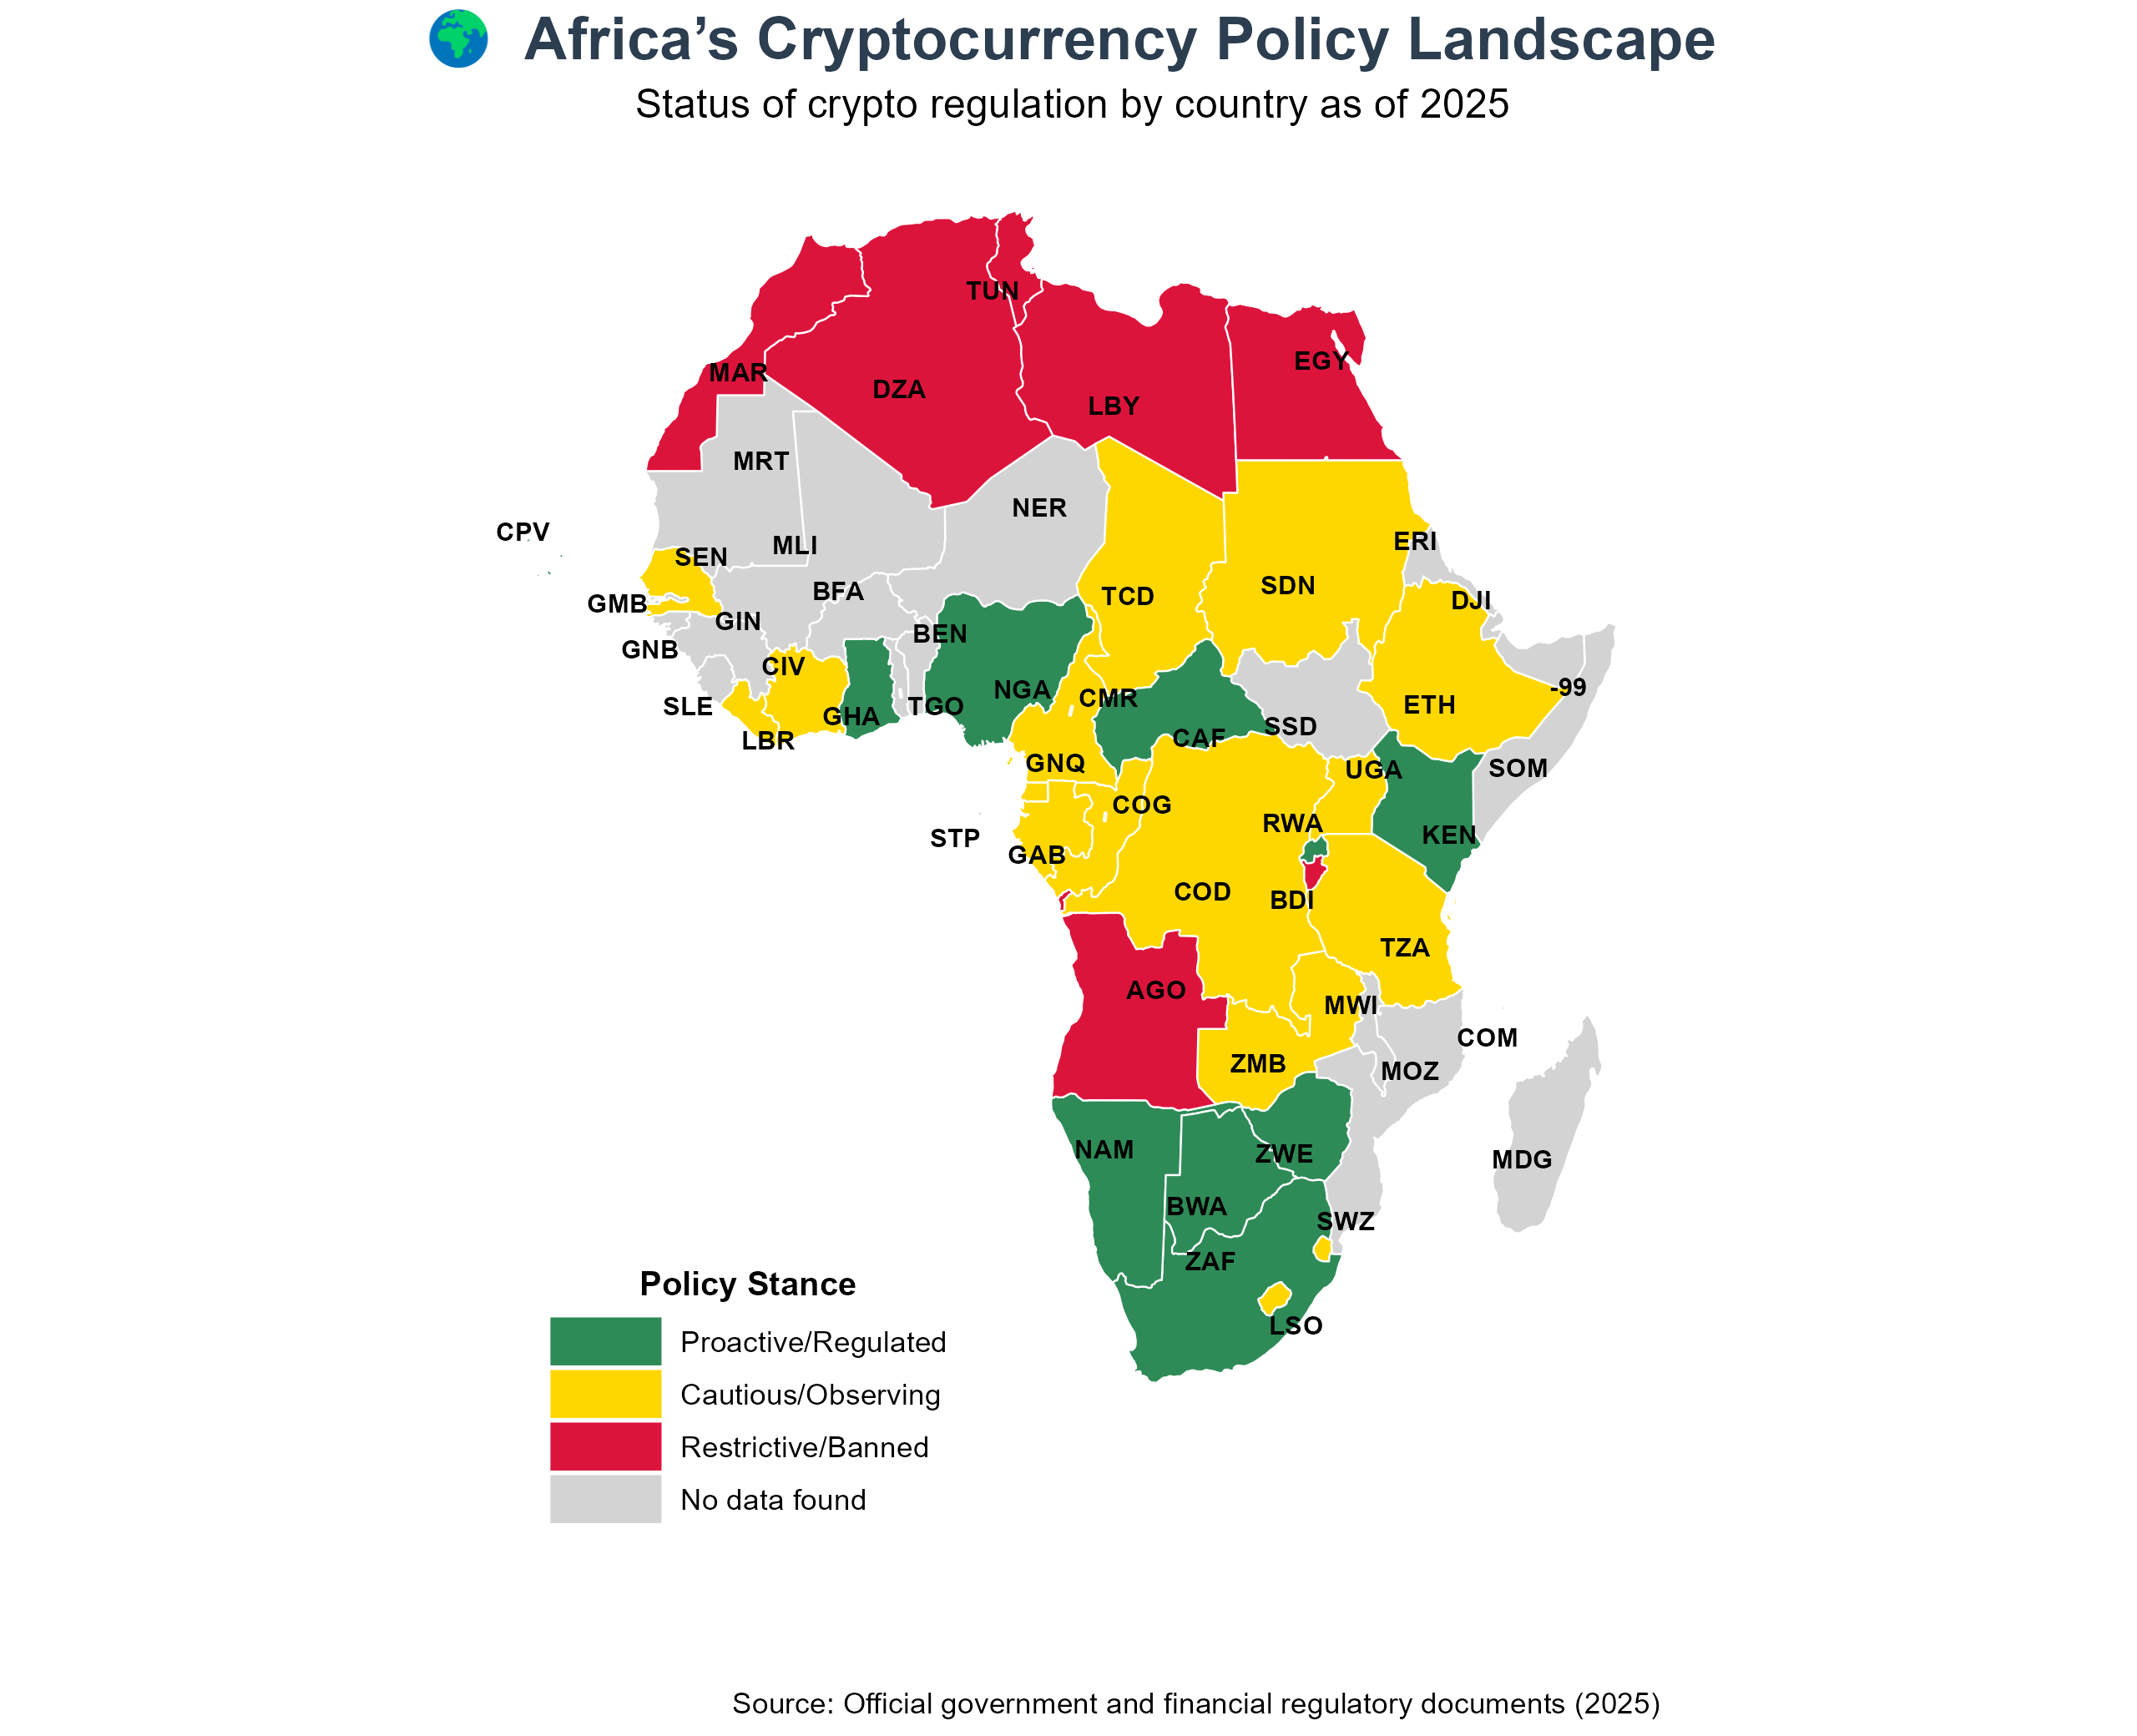 Africa’s Cryptocurrency Policy Landscape
Status of crypto regulation by country as of 2025
TUN
EGY
MAR
DZA
LBY
MRT
NER
CPV
ERI
MLI
SEN
SDN
BFA
TCD
DJI
GMB
GIN
BEN
GNB
CIV
-99
NGA
CMR
ETH
SLE
TGO
GHA
SSD
CAF
LBR
GNQ
UGA
SOM
COG
RWA
KEN
STP
GAB
COD
BDI
TZA
AGO
MWI
COM
ZMB
MOZ
NAM
ZWE
MDG
BWA
SWZ
ZAF
LSO
Policy Stance
Proactive/Regulated
Cautious/Observing
Restrictive/Banned
No data found
Source: Official government and financial regulatory documents (2025)